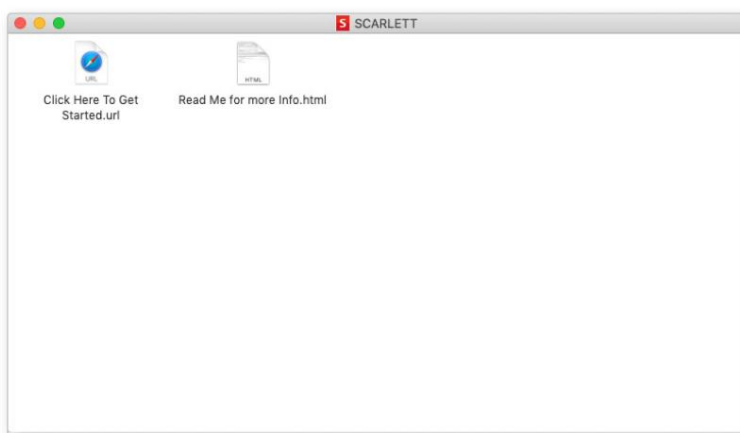 S SCARLETT
URL
HTML
Click Here To Get
Started.url
Read Me for more Info.html